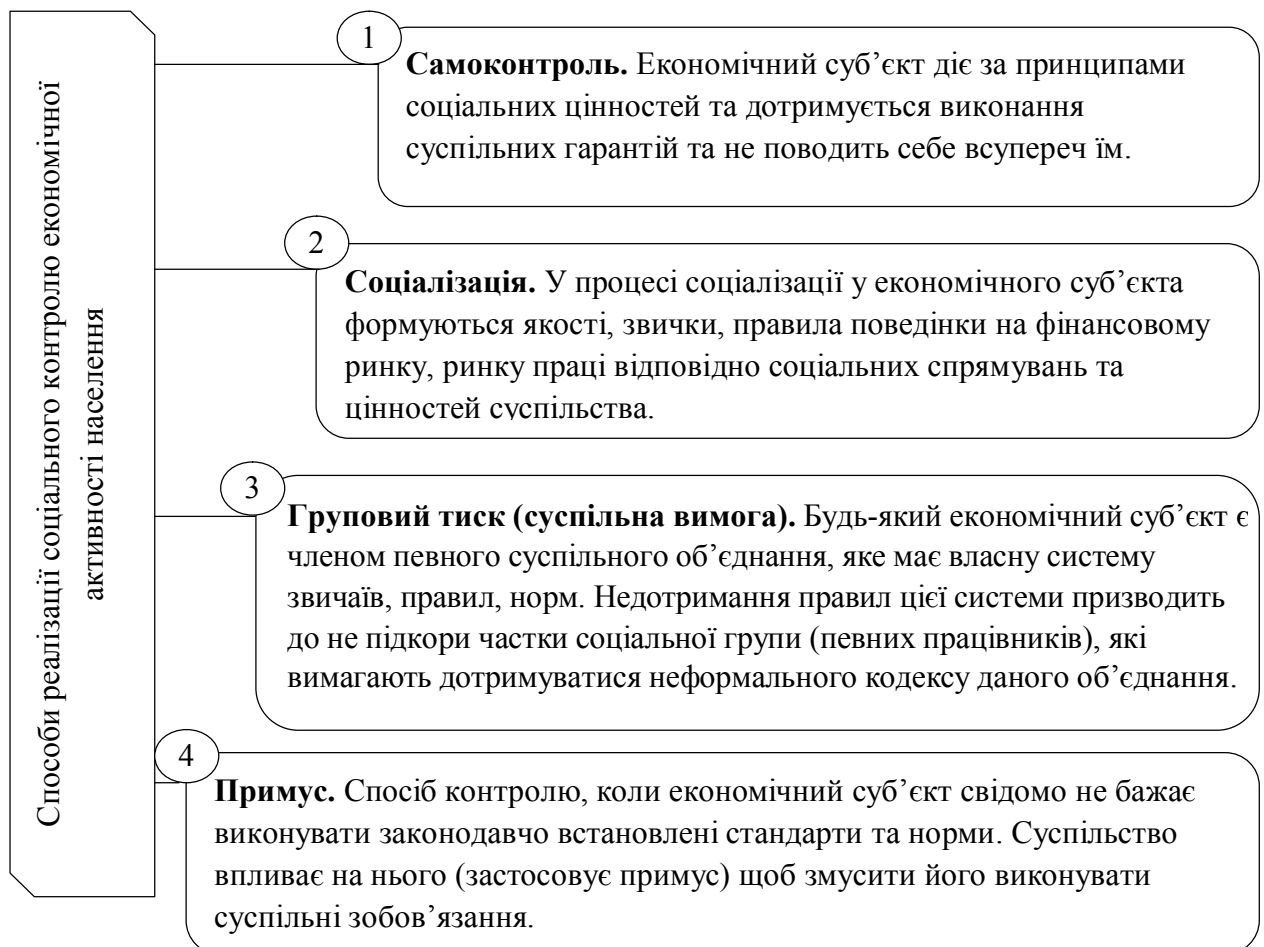 Способи реалізації соціального контролю економічної
активності населення
1
Самоконтроль. Економічний суб’єкт діє за принципами
соціальних цінностей та дотримується виконання
суспільних гарантій та не поводить себе всупереч їм.
2
Соціалізація. У процесі соціалізації у економічного суб’єкта
формуються якості, звички, правила поведінки на фінансовому
ринку, ринку праці відповідно соціальних спрямувань та
цінностей суспільства.
3
Груповий тиск (суспільна вимога). Будь-який економічний суб’єкт є
членом певного суспільного об’єднання, яке має власну систему
звичаїв, правил, норм. Недотримання правил цієї системи призводить
до не підкори частки соціальної групи (певних працівників), які
вимагають дотримуватися неформального кодексу даного об’єднання.
4
Примус. Спосіб контролю, коли економічний суб’єкт свідомо не бажає
виконувати законодавчо встановлені стандарти та норми. Суспільство
впливає на нього (застосовує примус) щоб змусити його виконувати
суспільні зобов’язання.